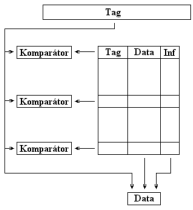 Tag
Komparátor
Tag Data Inf
Komparátor
Komparátor
Data